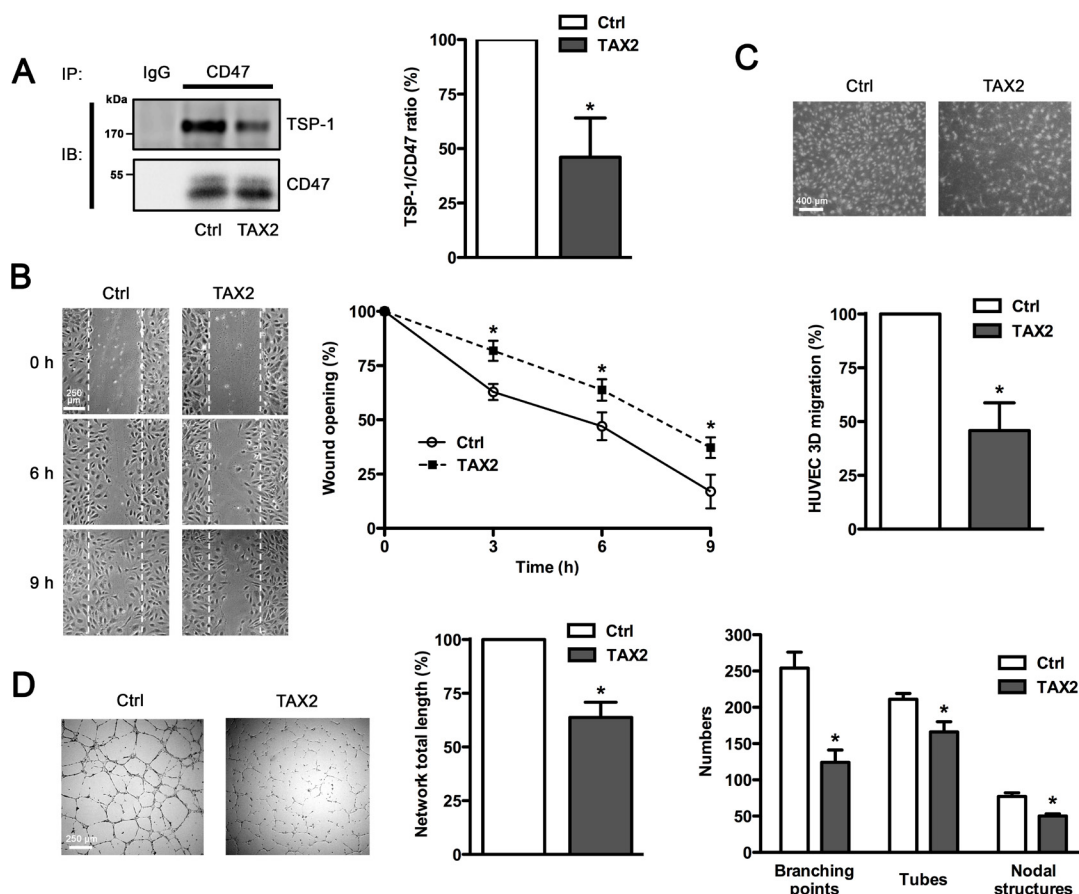 A
IP:
IgG
CD47
kDa
170
TSP-1
IB:
55
CD47
Ctrl
TAX2
TSP-1/CD47 ratio (%)
100
75
50
25
0
Ctrl
TAX2
*
C
Ctrl
TAX2
400 µm
HUVEC 3D migration (%)
100
75
50
25
0
Ctrl
TAX2
*
B
Ctrl
TAX2
0 h
250
µm
6 h
9 h
Wound opening (%)
100
75
50
25
0
*
*
*
Ctrl
TAX2
0
3
6
9
Time (h)
D
Ctrl
TAX2
250 µm
Network total length (%)
100
75
50
25
0
Ctrl
TAX2
*
Numbers
300
250
200
150
100
50
0
Ctrl
TAX2
*
*
*
Branching
points
Tubes
Nodal
structures